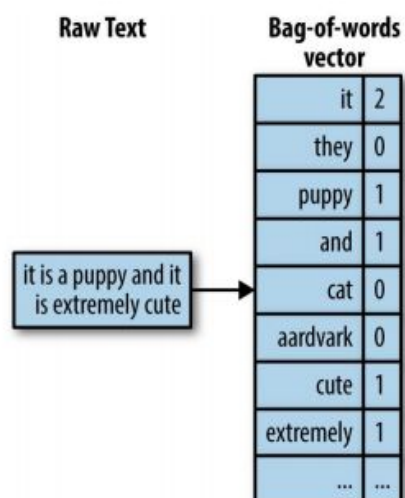 Raw Text
Bag-of-words
vector
it is a puppy and it
is extremely cute
it 2
they 0
puppy 1
and 1
cat 0
aardvark 0
cute 1
extremely 1
... ...